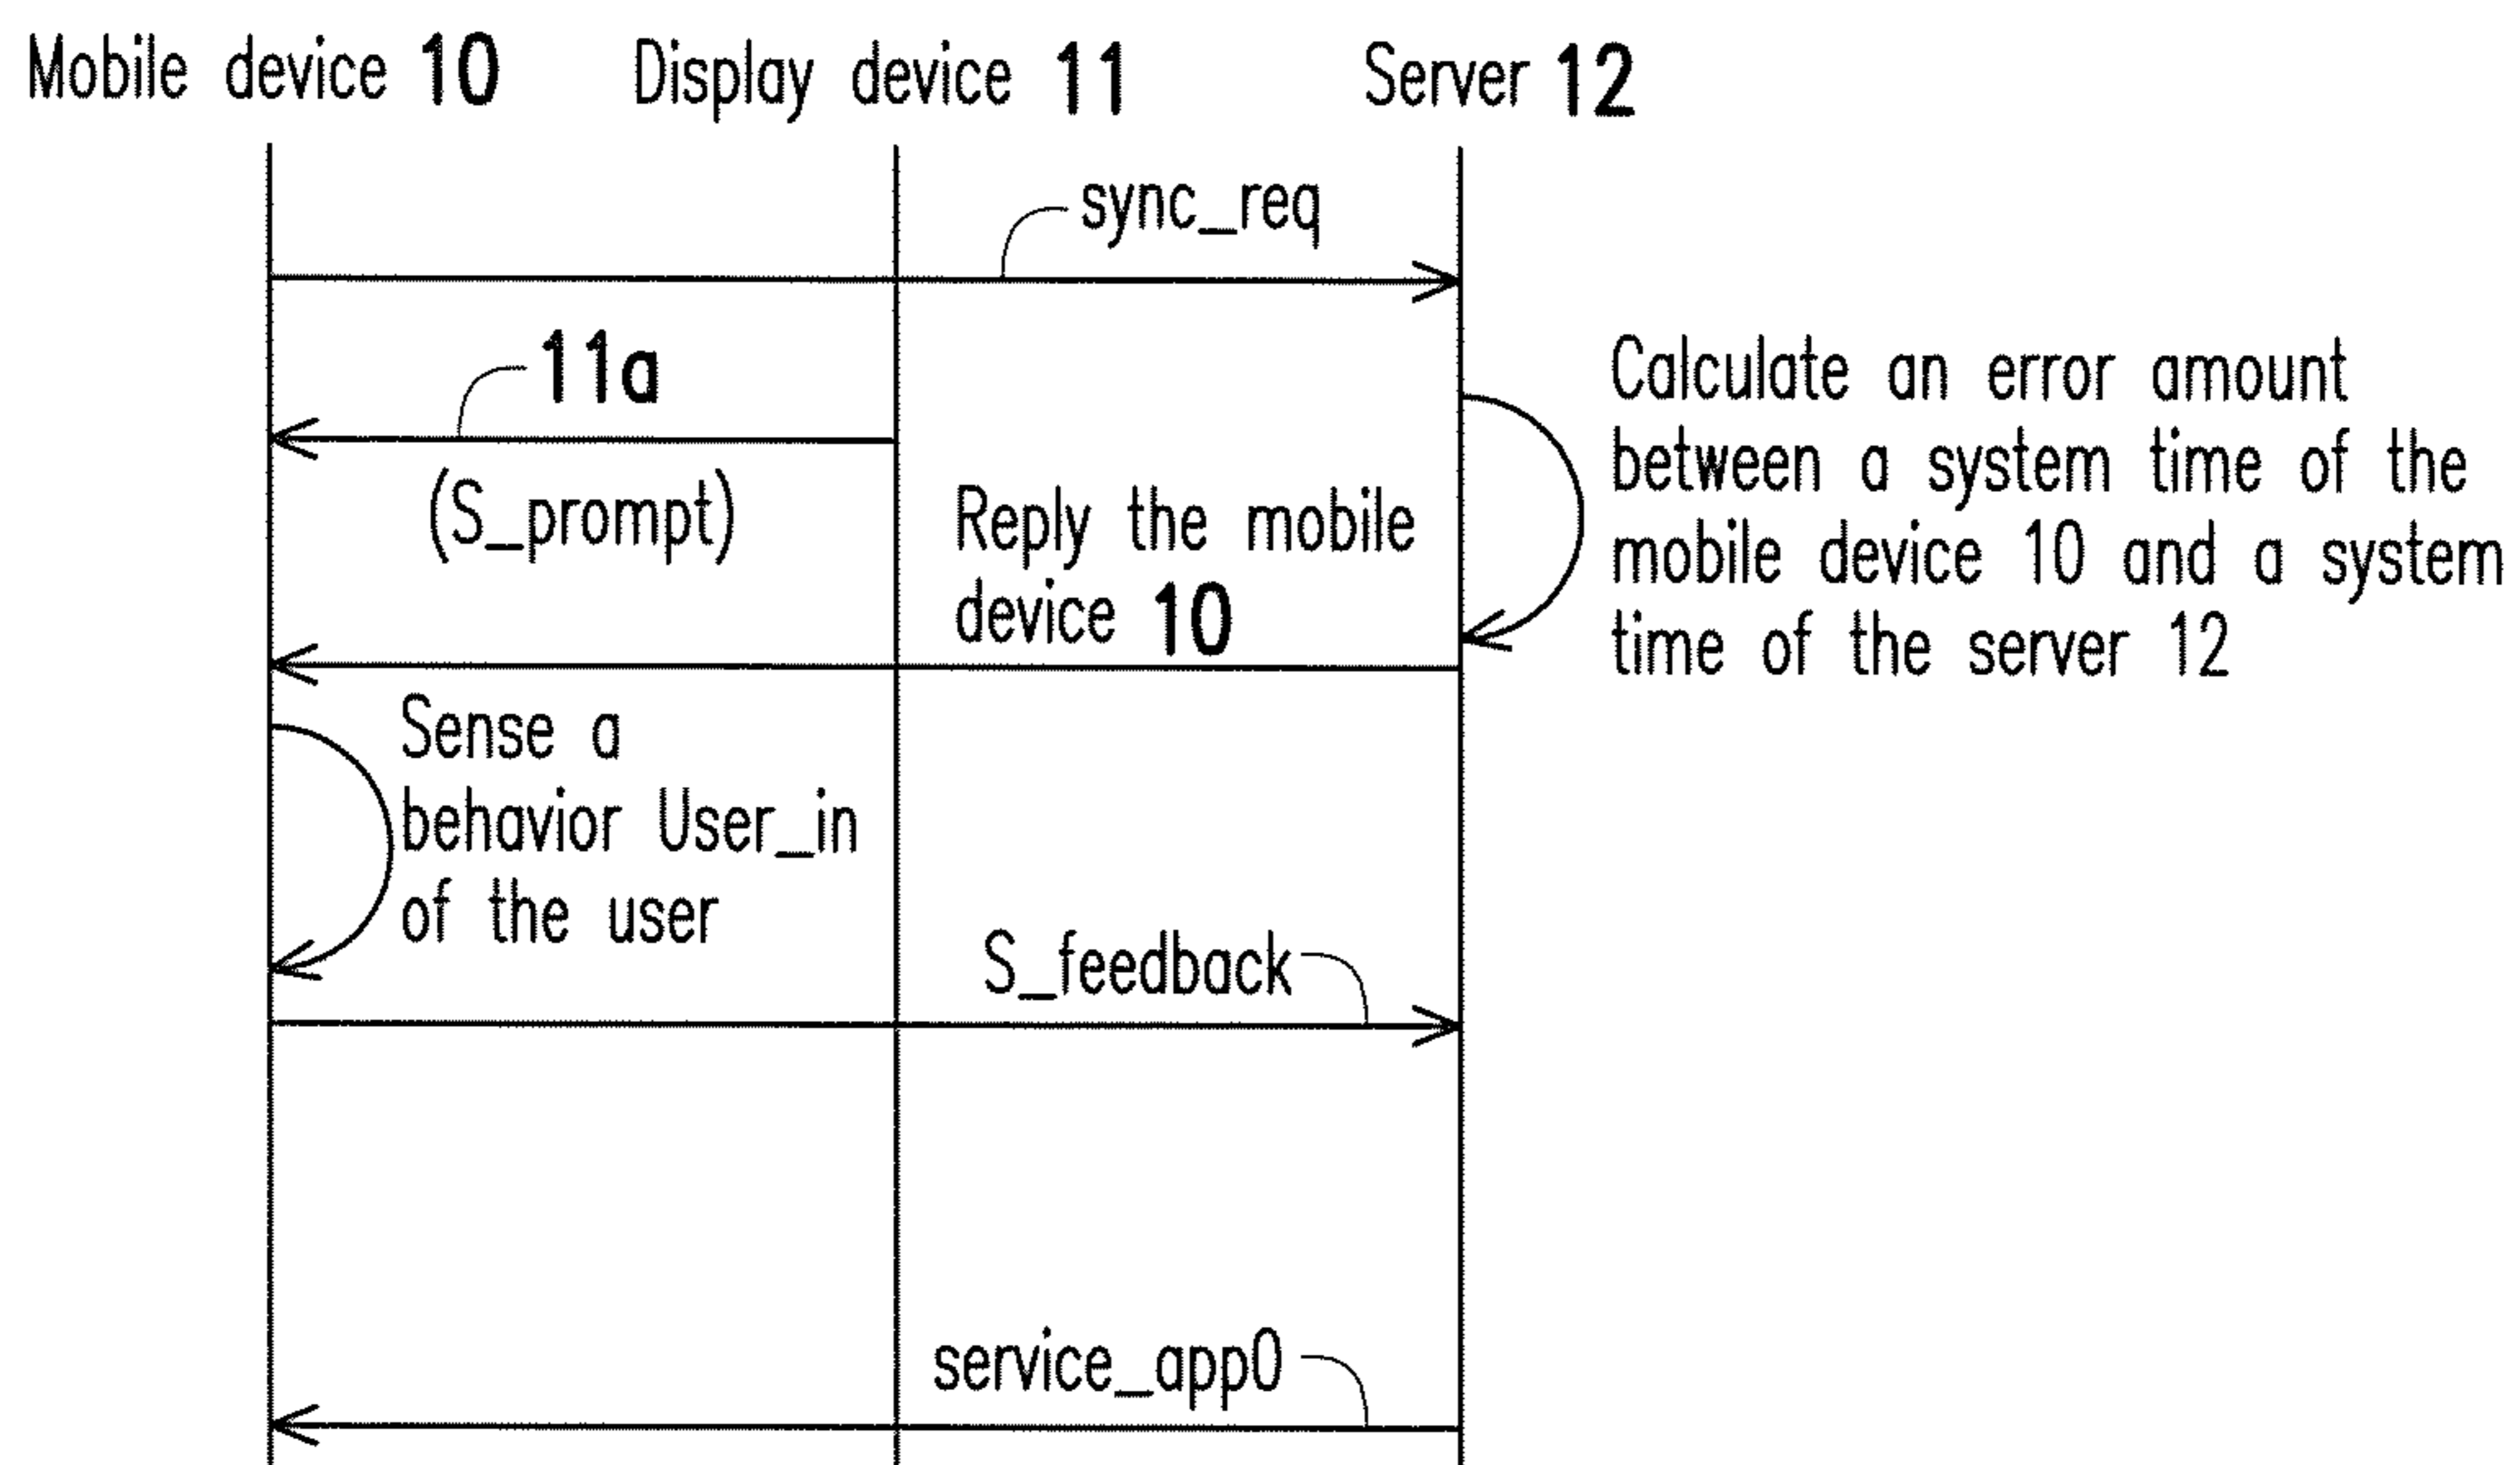 Mobile device 10
Display device 11
Server 12
sync_req
11a
(S_prompt)
Calculate an error amount
between a system time of the
mobile device 10 and a system
time of the server 12
Reply the mobile
device 10
Sense a
behavior User_in
of the user
S_feedback
service_app0